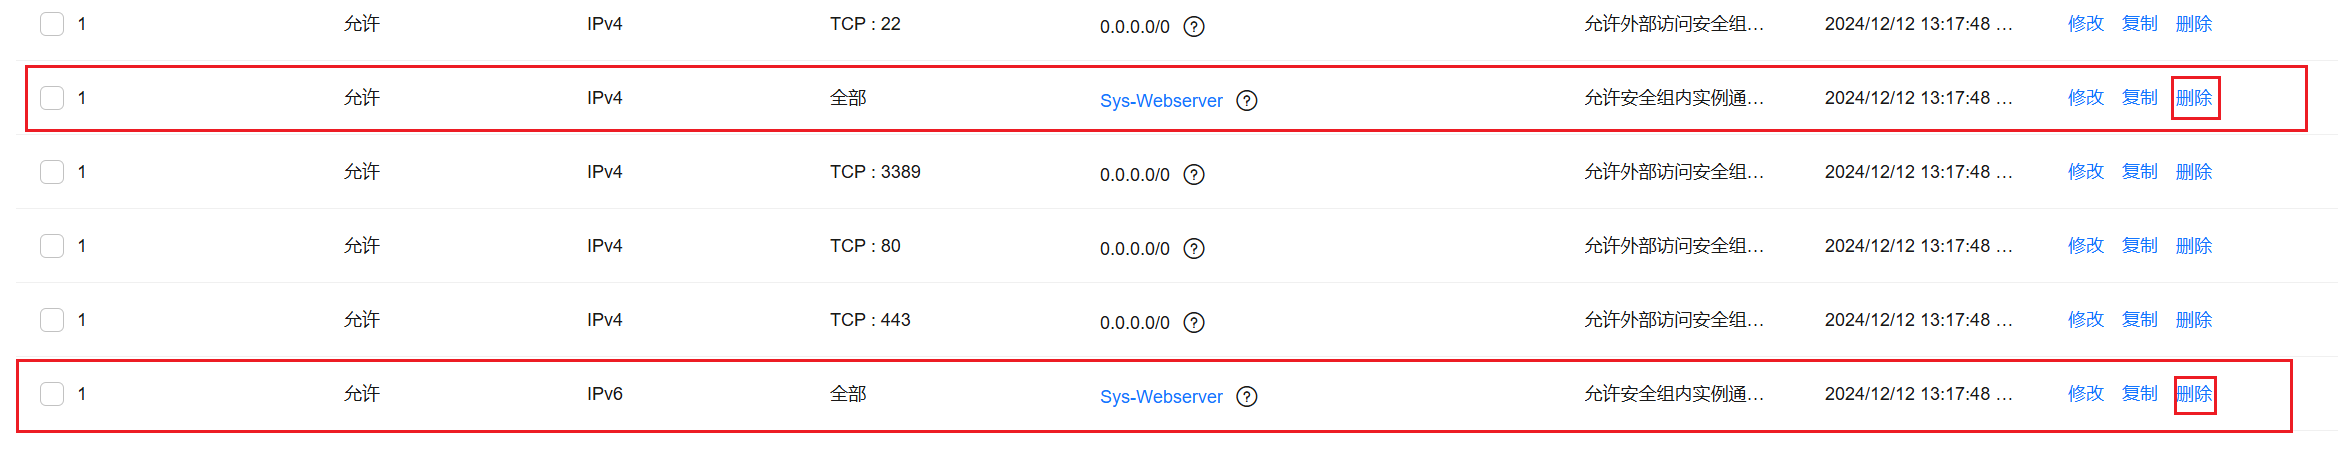 1 允许 IPv4 TCP : 22 0.0.0.0/0 ? 允许外部访问安全组... 2024/12/12 13:17:48 ... 修改 复制 删除
1 允许 IPv4 全部 Sys-Webserver ? 允许安全组内实例通... 2024/12/12 13:17:48 ... 修改 复制 删除
1 允许 IPv4 TCP : 3389 0.0.0.0/0 ? 允许外部访问安全组... 2024/12/12 13:17:48 ... 修改 复制 删除
1 允许 IPv4 TCP : 80 0.0.0.0/0 ? 允许外部访问安全组... 2024/12/12 13:17:48 ... 修改 复制 删除
1 允许 IPv4 TCP : 443 0.0.0.0/0 ? 允许外部访问安全组... 2024/12/12 13:17:48 ... 修改 复制 删除
1 允许 IPv6 全部 Sys-Webserver ? 允许安全组内实例通... 2024/12/12 13:17:48 ... 修改 复制 删除